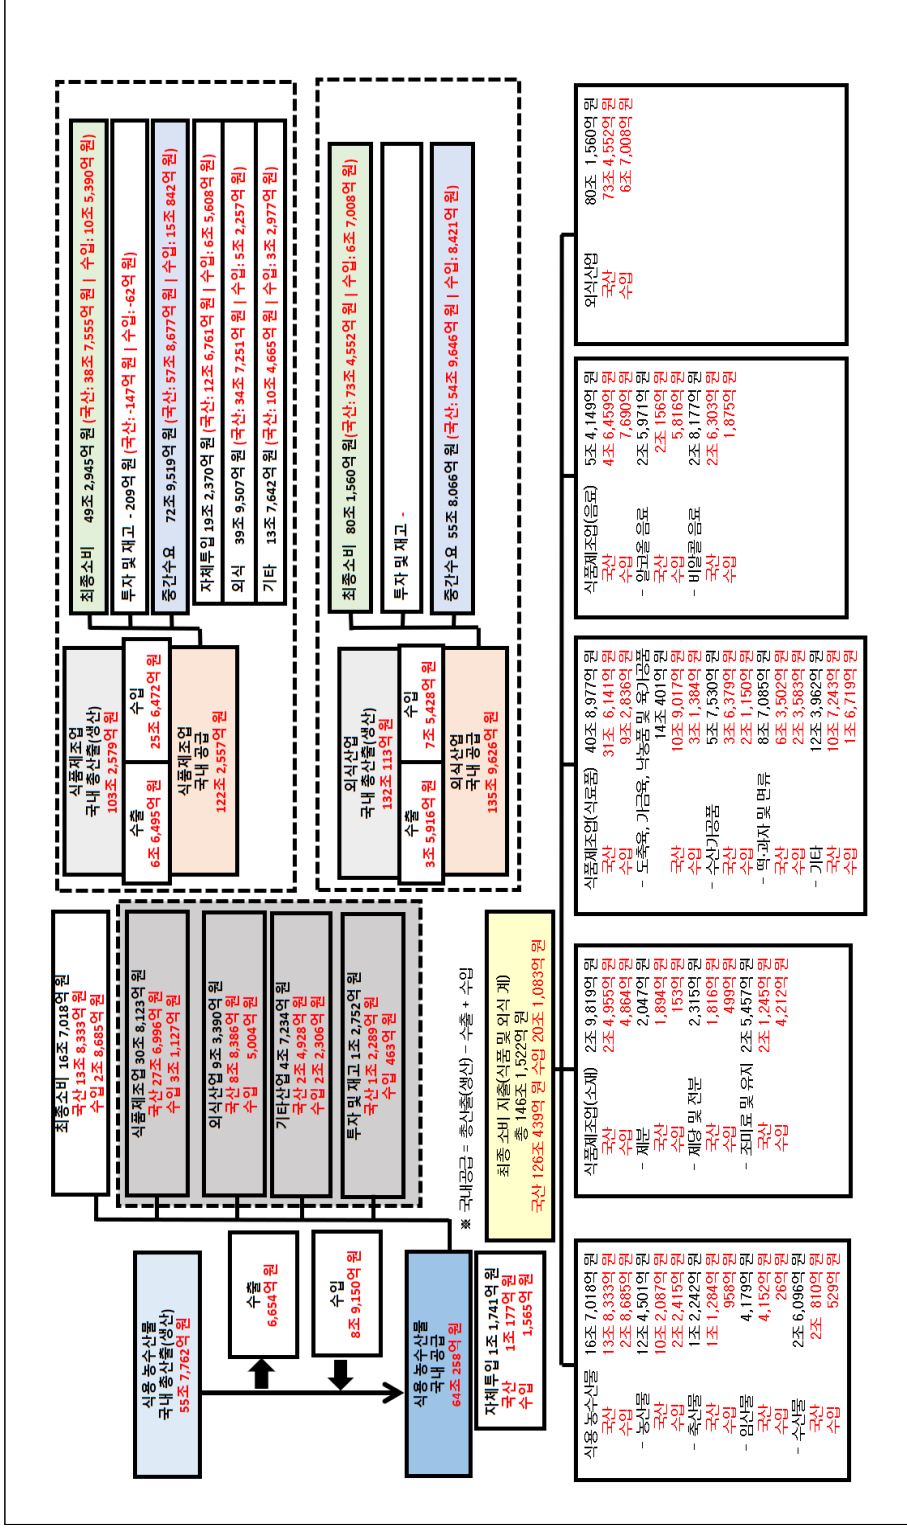 식용 농수산물
국내 총산출(생산)
55조 7,762억 원
수출
6,654억 원
수입
8조 9,150억 원
식용 농수산물
국내 공급
64조 258억 원
자체투입 1조 1,741억 원
국산 1조 177억 원
수입 1,565억 원
최종소비 16조 7,018억 원
국산 13조 8,333억 원
수입 2조 8,685억 원
식품제조업 30조 8,123억 원
국산 27조 6,996억 원
수입 3조 1,127억 원
외식산업 9조 3,390억 원
국산 8조 8,386억 원
수입 5,004억 원
기타산업 4조 7,234억 원
국산 2조 4,928억 원
수입 2조 2,306억 원
투자 및 재고 1조 2,752억 원
국산 1조 2,289억 원
수입 463억 원
※ 국내공급 = 총산출(생산) – 수출 + 수입
식품제조업
국내 총산출(생산)
103조 2,579억 원
수출
6조 6,495억 원
수입
25조 6,472억 원
식품제조업
국내 공급
122조 2,557억 원
최종소비 49조 2,945억 원 (국산: 38조 7,555억 원 | 수입: 10조 5,390억 원)
투자 및 재고 - 209억 원 (국산: -147억 원 | 수입: -62억 원)
중간수요 72조 9,519억 원 (국산: 57조 8,677억 원 | 수입: 15조 842억 원)
자체투입 19조 2,370억 원 (국산: 12조 6,761억 원 | 수입: 6조 5,608억 원)
외식 39조 9,507억 원 (국산: 34조 7,251억 원 | 수입: 5조 2,257억 원)
기타 13조 7,642억 원 (국산: 10조 4,665억 원 | 수입: 3조 2,977억 원)
외식산업
국내 총산출(생산)
132조 113억 원
수출
3조 5,916억 원
수입
7조 5,428억 원
외식산업
국내 공급
135조 9,626억 원
최종소비 80조 1,560억 원(국산: 73조 4,552억 원 | 수입: 6조 7,008억 원)
투자 및 재고 -
중간수요 55조 8,066억 원 (국산: 54조 9,646억 원 | 수입: 8,421억 원)
최종 소비 지출(식품 및 외식 계)
총 146조 1,522억 원
국산 126조 439억 원 수입 20조 1,083억 원
식용 농수산물 16조 7,018억 원
국산 13조 8,333억 원
수입 2조 8,685억 원
- 농산물 12조 4,501억 원
국산 10조 2,087억 원
수입 2조 2,415억 원
- 축산물 1조 2,242억 원
국산 1조 1,284억 원
수입 958억 원
- 임산물 4,179억 원
국산 4,152억 원
수입 26억 원
- 수산물 2조 6,096억 원
국산 2조 810억 원
수입 529억 원
식품제조업(소재) 2조 9,819억 원
국산 2조 4,955억 원
수입 4,864억 원
- 제분 2,047억 원
국산 1,894억 원
수입 153억 원
- 제당 및 전분 2,315억 원
국산 1,816억 원
수입 499억 원
- 조미료 및 유지 2조 5,457억 원
국산 2조 1,245억 원
수입 4,212억 원
식품제조업(식료품) 40조 8,977억 원
국산 31조 6,141억 원
수입 9조 2,836억 원
- 도축육, 가금육, 낙농품 및 육가공품
14조 401억 원
국산 10조 9,017억 원
수입 3조 1,384억 원
- 수산가공품 5조 7,530억 원
국산 3조 6,379억 원
수입 2조 1,150억 원
- 떡·과자 및 면류 8조 7,085억 원
국산 6조 3,502억 원
수입 2조 3,583억 원
- 기타 12조 3,962억 원
국산 10조 7,243억 원
수입 1조 6,719억 원
식품제조업(음료) 5조 4,149억 원
국산 4조 6,459억 원
수입 7,690억 원
- 알코올 음료 2조 5,971억 원
국산 2조 156억 원
수입 5,816억 원
- 비알콜 음료 2조 8,177억 원
국산 2조 6,303억 원
수입 1,875억 원
외식산업 80조 1,560억 원
국산 73조 4,552억 원
수입 6조 7,008억 원